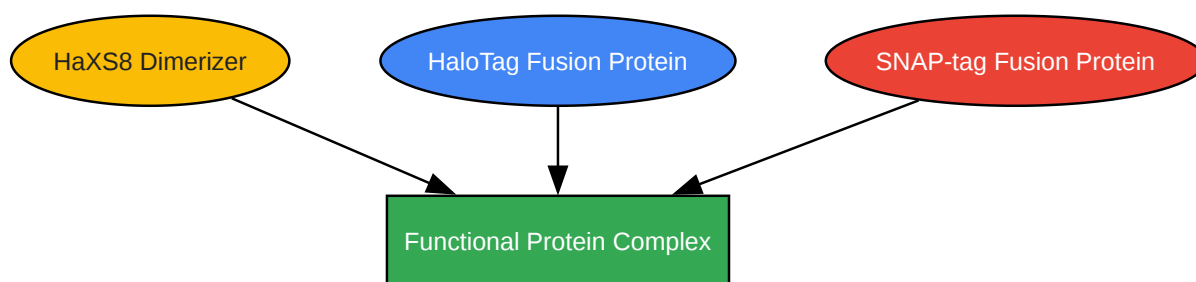 HaXS8 Dimerizer
HaloTag Fusion Protein
SNAP-tag Fusion Protein
Functional Protein Complex